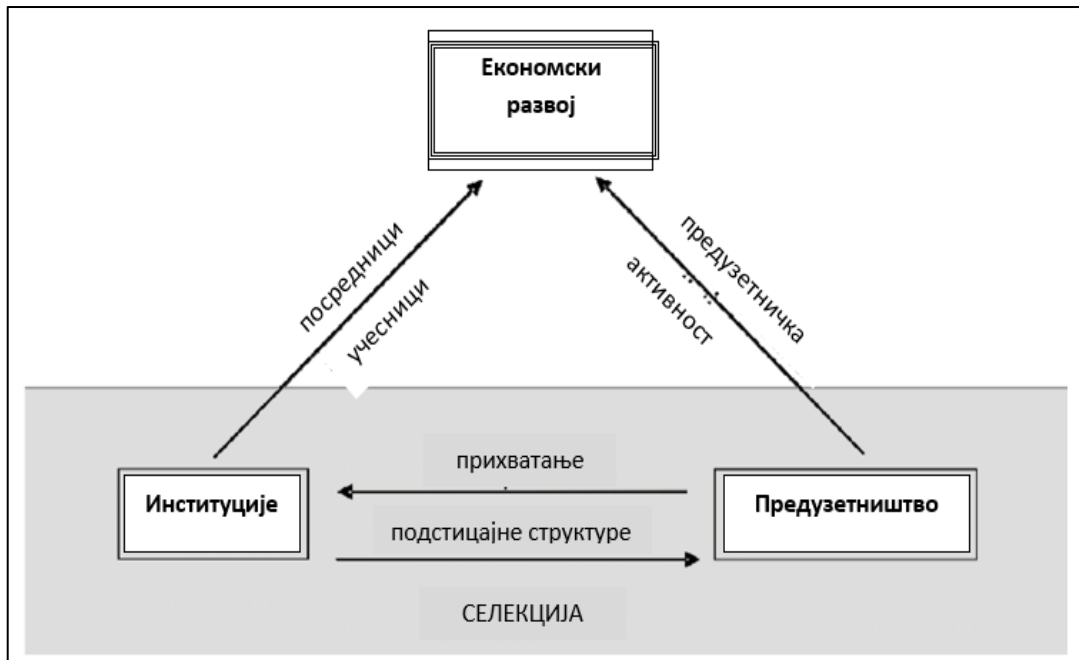 Економски
развој
посредници
учесници
предузетничка
активност
прихватање
Институције
Предузетништво
подстицајне структуре
СЕЛЕКЦИЈА